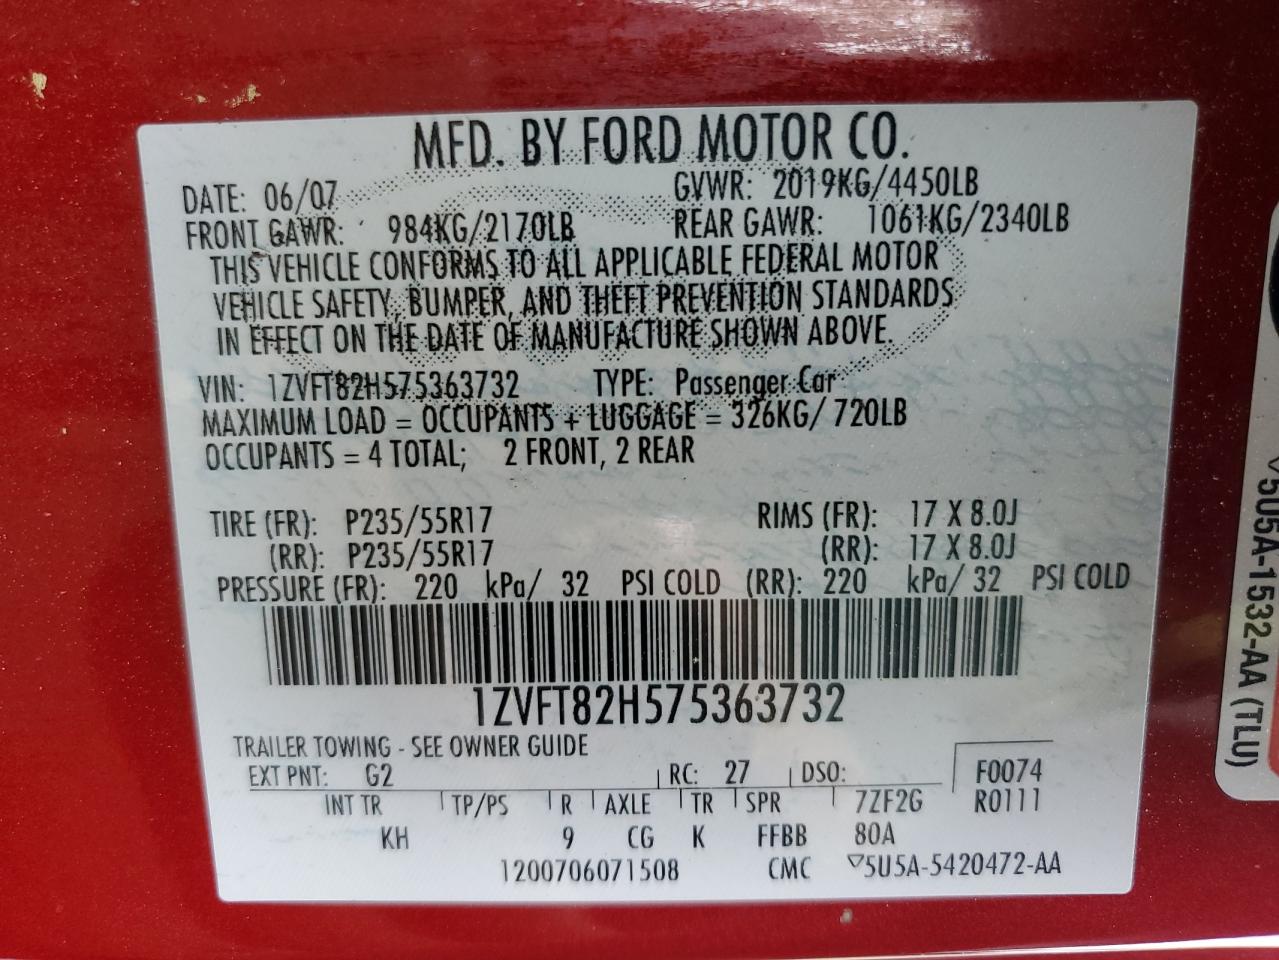 MFD. BY FORD MOTOR CO.
DATE: 06/07 GVWR: 2019KG/4450LB
FRONT GAWR: 984KG/2170LB REAR GAWR: 1061KG/2340LB
THIS VEHICLE CONFORMS TO ALL APPLICABLE FEDERAL MOTOR
VEHICLE SAFETY, BUMPER, AND THEFT PREVENTION STANDARDS
IN EFFECT ON THE DATE OF MANUFACTURE SHOWN ABOVE.
VIN: 1ZVFT82H575363732 TYPE: Passenger Car
MAXIMUM LOAD = OCCUPANTS + LUGGAGE = 326KG/ 720LB
OCCUPANTS = 4 TOTAL; 2 FRONT, 2 REAR
TIRE (FR): P235/55R17 RIMS (FR): 17 X 8.0J
(RR): P235/55R17 (RR): 17 X 8.0J
PRESSURE (FR): 220 kPa/ 32 PSI COLD (RR): 220 kPa/ 32 PSI COLD
1ZVFT82H575363732
TRAILER TOWING - SEE OWNER GUIDE
EXT PNT: G2 RC: 27 DSO: F0074
INT TR TP/PS R AXLE TR SPR 7ZF2G R0111
KH 9 CG K FFBB 80A
1200706071508 CMC ▽5U5A-5420472-AA
▽5U5A-1532-AA (TLU)